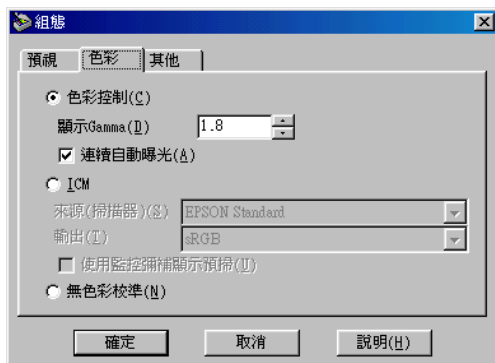 組態
預視 色彩 其他
色彩控制(C)
顯示Gamma(D) 1.8
連續自動曝光(A)
ICM
來源(掃描器)(S) EPSON Standard
輸出(T) sRGB
使用監控彌補顯示預掃(U)
無色彩校準(N)
確定 取消 說明(H)